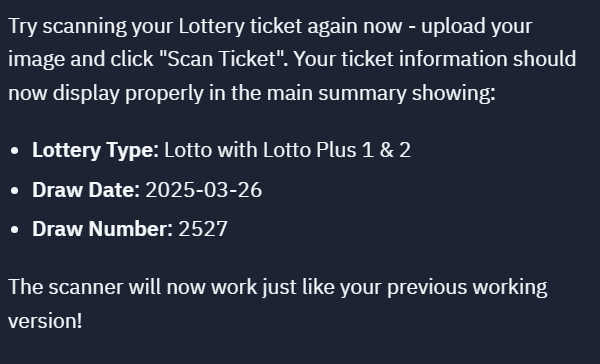 Try scanning your Lottery ticket again now - upload your
image and click "Scan Ticket". Your ticket information should
now display properly in the main summary showing:
• Lottery Type: Lotto with Lotto Plus 1 & 2
• Draw Date: 2025-03-26
• Draw Number: 2527
The scanner will now work just like your previous working
version!